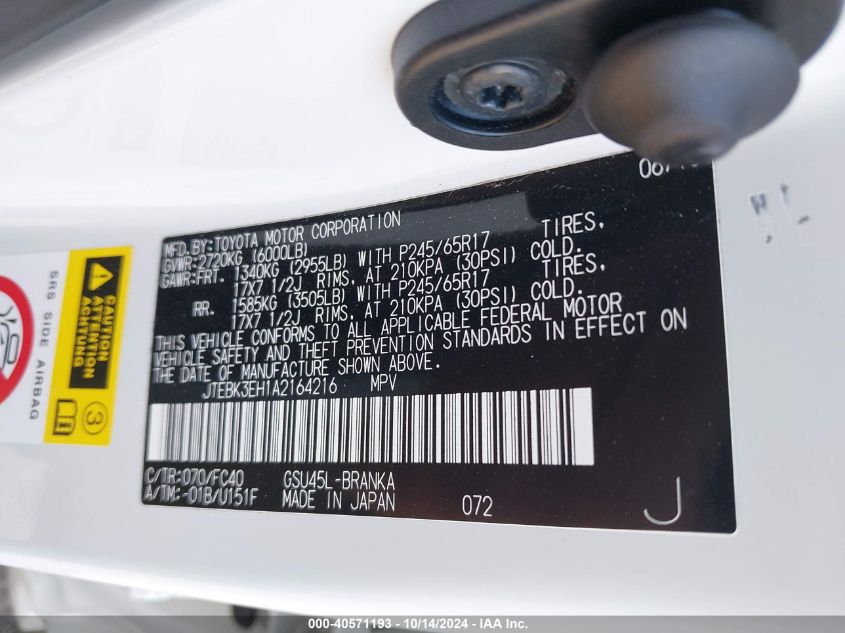 MFD.BY:TOYOTA MOTOR CORPORATION
GVWR:2720KG (6000LB)
GAWR:FRT. 1340KG (2955LB) WITH P245/65R17 TIRES,
17X7 1/2J RIMS, AT 210KPA (30PSI) COLD.
RR. 1585KG (3505LB) WITH P245/65R17 TIRES,
17X7 1/2J RIMS, AT 210KPA (30PSI) COLD.
THIS VEHICLE CONFORMS TO ALL APPLICABLE FEDERAL MOTOR
VEHICLE SAFETY AND THEFT PREVENTION STANDARDS IN EFFECT ON
THE DATE OF MANUFACTURE SHOWN ABOVE.
JTEBK3EH1A2164216 MPV
C/TR:070/FC40 GSU45L-BRANKA
A/TM:-01B/U151F MADE IN JAPAN 072 J
SRS SIDE AIRBAG
CAUTION
ATTENTION
ACHTUNG
3
000-40571193 - 10/14/2024 - IAA Inc.